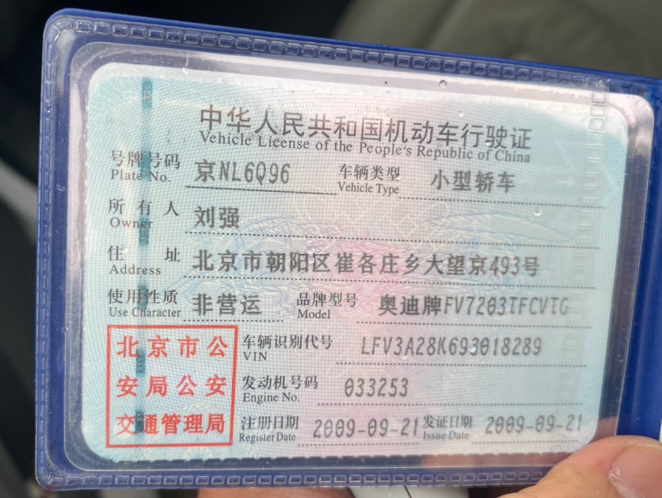 中华人民共和国机动车行驶证
Vehicle License of the People's Republic of China
号牌号码 京NL6Q96 车辆类型 小型轿车
Plate No. Vehicle Type
所有人 刘强
Owner
住址 北京市朝阳区崔各庄乡大望京493号
Address
使用性质 非营运 品牌型号 奥迪牌FV7203TFCVTG
Use Character Model
北京市公安局公安交通管理局
车辆识别代号 LFV3A28K693018289
VIN
发动机号码 033253
Engine No.
注册日期 2009-09-21 发证日期 2009-09-21
Register Date Issue Date